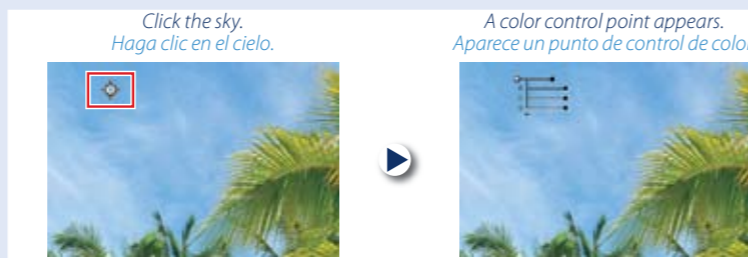 Click the sky.
Haga clic en el cielo.
A color control point appears.
Aparece un punto de control de color